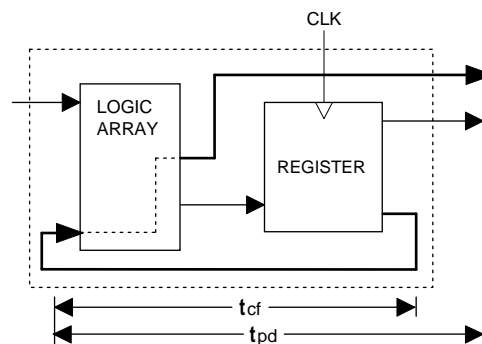 CLK
LOGIC
ARRAY
REGISTER
tcf
tpd